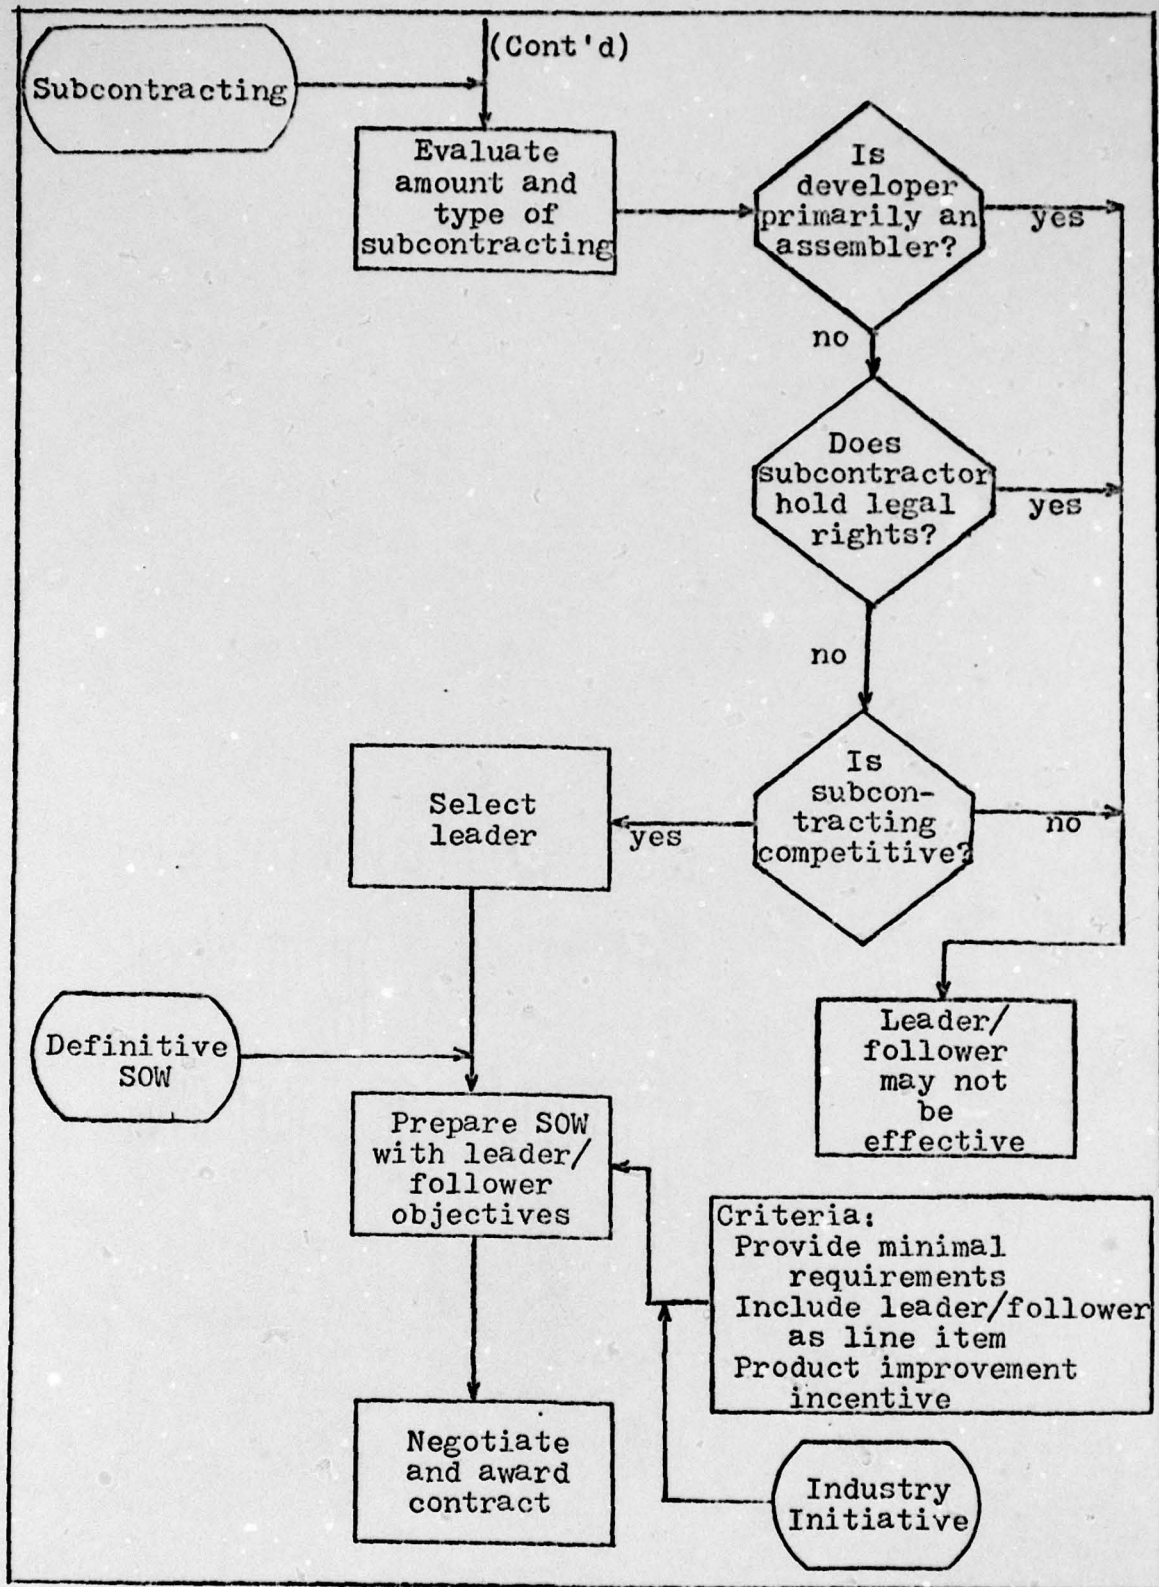 (Cont'd)
Subcontracting
Evaluate
amount and
type of
subcontracting
Is
developer
primarily an
assembler?
yes
no
Does
subcontractor
hold legal
rights?
yes
no
Is
subcon-
tracting
competitive?
no
yes
Select
leader
Leader/
follower
may not
be
effective
Definitive
SOW
Prepare SOW
with leader/
follower
objectives
Criteria:
Provide minimal
requirements
Include leader/follower
as line item
Product improvement
incentive
Industry
Initiative
Negotiate
and award
contract